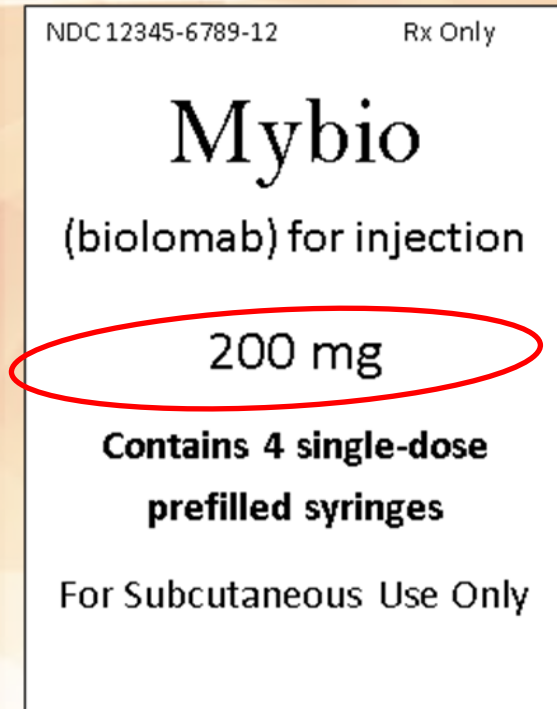 NDC 12345-6789-12 Rx Only
Mybio
(biolomab) for injection
200 mg
Contains 4 single-dose
prefilled syringes
For Subcutaneous Use Only